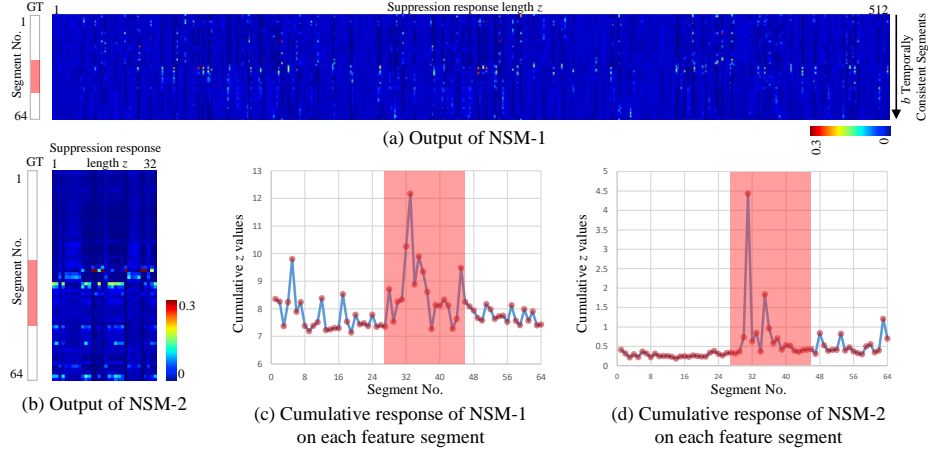 GT
1
Suppression response length z
512
1
Segment No.
64
b Temporally
Consistent Segments
(a) Output of NSM-1
0.3
0
Suppression response
GT
1
length z
32
1
Segment No.
64
0.3
0
(b) Output of NSM-2
13
12
11
10
9
8
7
6
Cumulative z values
0 8 16 24 32 40 48 56 64
Segment No.
(c) Cumulative response of NSM-1
on each feature segment
5
4.5
4
3.5
3
2.5
2
1.5
1
0.5
0
Cumulative z values
0 8 16 24 32 40 48 56 64
Segment No.
(d) Cumulative response of NSM-2
on each feature segment